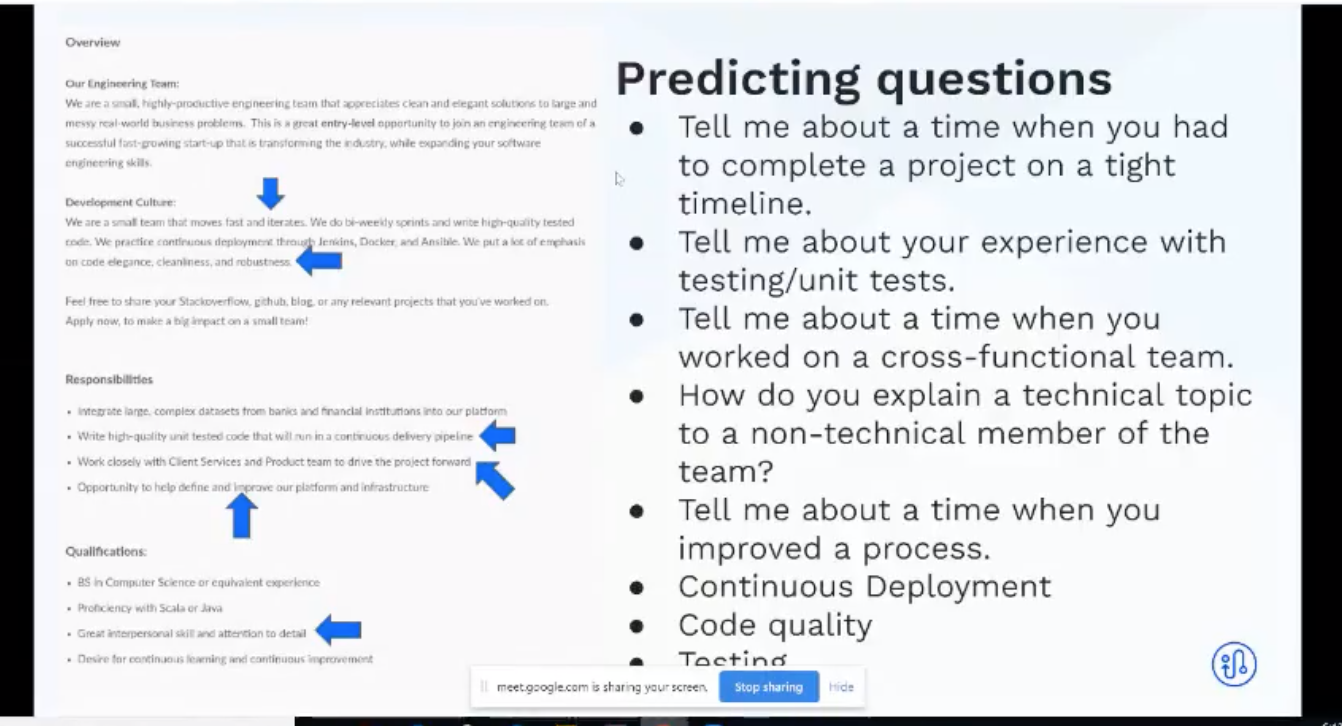 Overview
Our Engineering Team:
We are a small, highly-productive engineering team that appreciates clean and elegant solutions to large and
messy real-world business problems. This is a great entry-level opportunity to join an engineering team of a
successful fast-growing start-up that is transforming the industry, while expanding your software
engineering skills.
Development Culture:
We are a small team that moves fast and iterates. We do bi-weekly sprints and write high-quality tested
code. We practice continuous deployment through Jenkins, Docker, and Ansible. We put a lot of emphasis
on code elegance, cleanliness, and robustness.
Feel free to share your Stackoverflow, github, blog, or any relevant projects that you've worked on.
Apply now, to make a big impact on a small team!
Responsibilities
• Integrate large, complex datasets from banks and financial institutions into our platform
• Write high-quality unit tested code that will run in a continuous delivery pipeline
• Work closely with Client Services and Product team to drive the project forward
• Opportunity to help define and improve our platform and infrastructure
Qualifications:
• BS in Computer Science or equivalent experience
• Proficiency with Scala or Java
• Great interpersonal skill and attention to detail
• Desire for continuous learning and continuous improvement
Predicting questions
• Tell me about a time when you had
to complete a project on a tight
timeline.
• Tell me about your experience with
testing/unit tests.
• Tell me about a time when you
worked on a cross-functional team.
• How do you explain a technical topic
to a non-technical member of the
team?
• Tell me about a time when you
improved a process.
• Continuous Deployment
• Code quality
• Testing
meet.google.com is sharing your screen. Stop sharing Hide